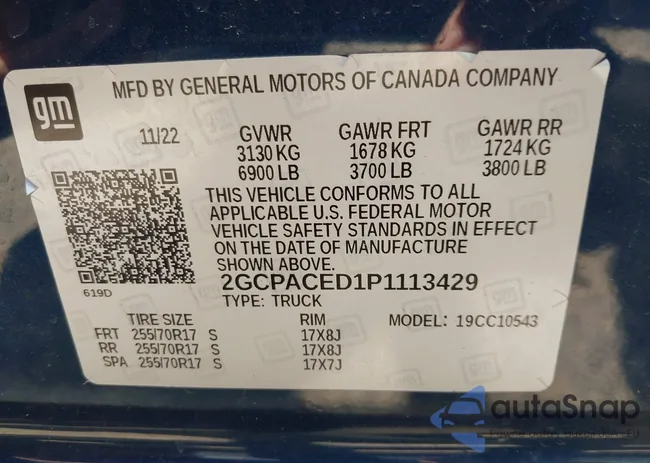 gm
MFD BY GENERAL MOTORS OF CANADA COMPANY
11/22 GVWR GAWR FRT GAWR RR
3130 KG 1678 KG 1724 KG
6900 LB 3700 LB 3800 LB
THIS VEHICLE CONFORMS TO ALL
APPLICABLE U.S. FEDERAL MOTOR
VEHICLE SAFETY STANDARDS IN EFFECT
ON THE DATE OF MANUFACTURE
SHOWN ABOVE.
619D
2GCPACED1P1113429
TYPE: TRUCK
TIRE SIZE RIM MODEL: 19CC10543
FRT 255/70R17 S 17X8J
RR 255/70R17 S 17X8J
SPA 255/70R17 S 17X7J
autaSnap